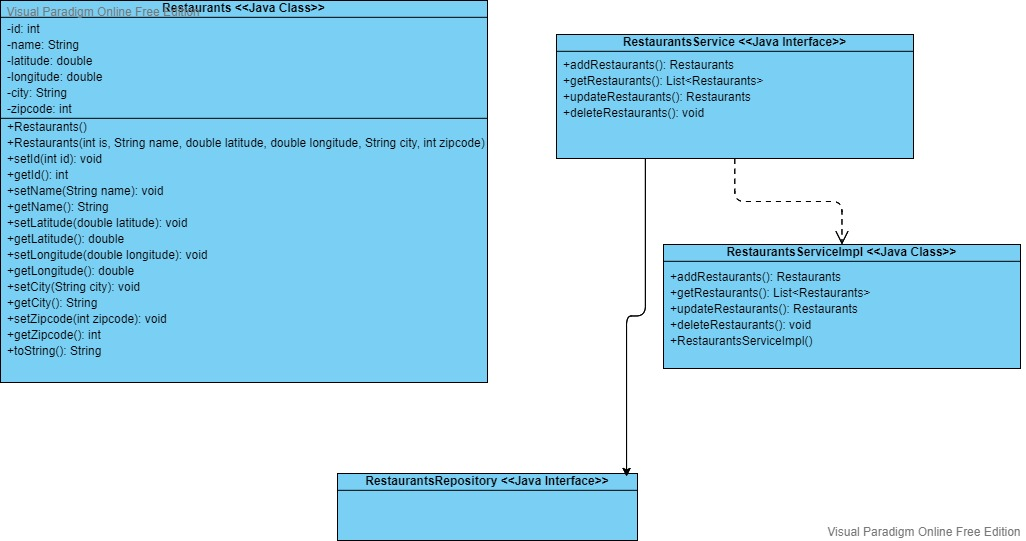 Visual Paradigm Online Free Edition
Restaurants <<Java Class>>
-id: int
-name: String
-latitude: double
-longitude: double
-city: String
-zipcode: int
+Restaurants()
+Restaurants(int is, String name, double latitude, double longitude, String city, int zipcode)
+setId(int id): void
+getId(): int
+setName(String name): void
+getName(): String
+setLatitude(double latitude): void
+getLatitude(): double
+setLongitude(double longitude): void
+getLongitude(): double
+setCity(String city): void
+getCity(): String
+setZipcode(int zipcode): void
+getZipcode(): int
+toString(): String
RestaurantsService <<Java Interface>>
+addRestaurants(): Restaurants
+getRestaurants(): List<Restaurants>
+updateRestaurants(): Restaurants
+deleteRestaurants(): void
RestaurantsServiceImpl <<Java Class>>
+addRestaurants(): Restaurants
+getRestaurants(): List<Restaurants>
+updateRestaurants(): Restaurants
+deleteRestaurants(): void
+RestaurantsServiceImpl()
RestaurantsRepository <<Java Interface>>
Visual Paradigm Online Free Edition